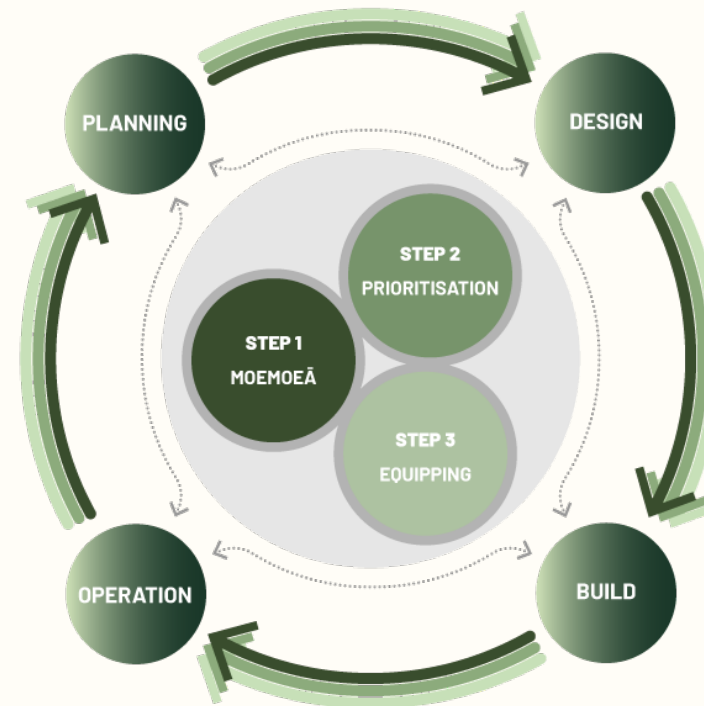 PLANNING
DESIGN
STEP 2
PRIORITISATION
STEP 1
MOEMOEĀ
STEP 3
EQUIPPING
OPERATION
BUILD